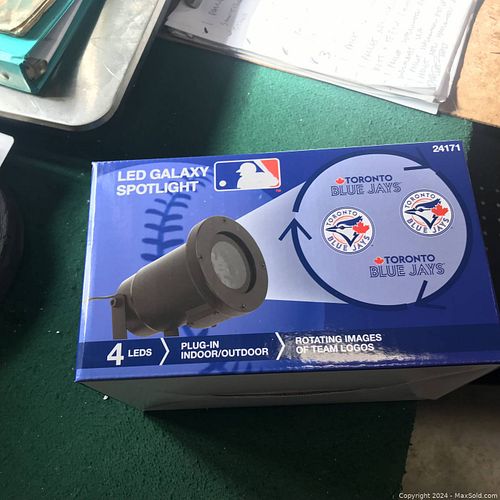 24171
LED GALAXY
SPOTLIGHT
TORONTO
BLUE JAYS
TORONTO
BLUE JAYS
TORONTO
BLUE JAYS
TORONTO
BLUE JAYS
4 LEDS
PLUG-IN
INDOOR/OUTDOOR
ROTATING IMAGES
OF TEAM LOGOS
Copyright © 2024 - MaxSold.com